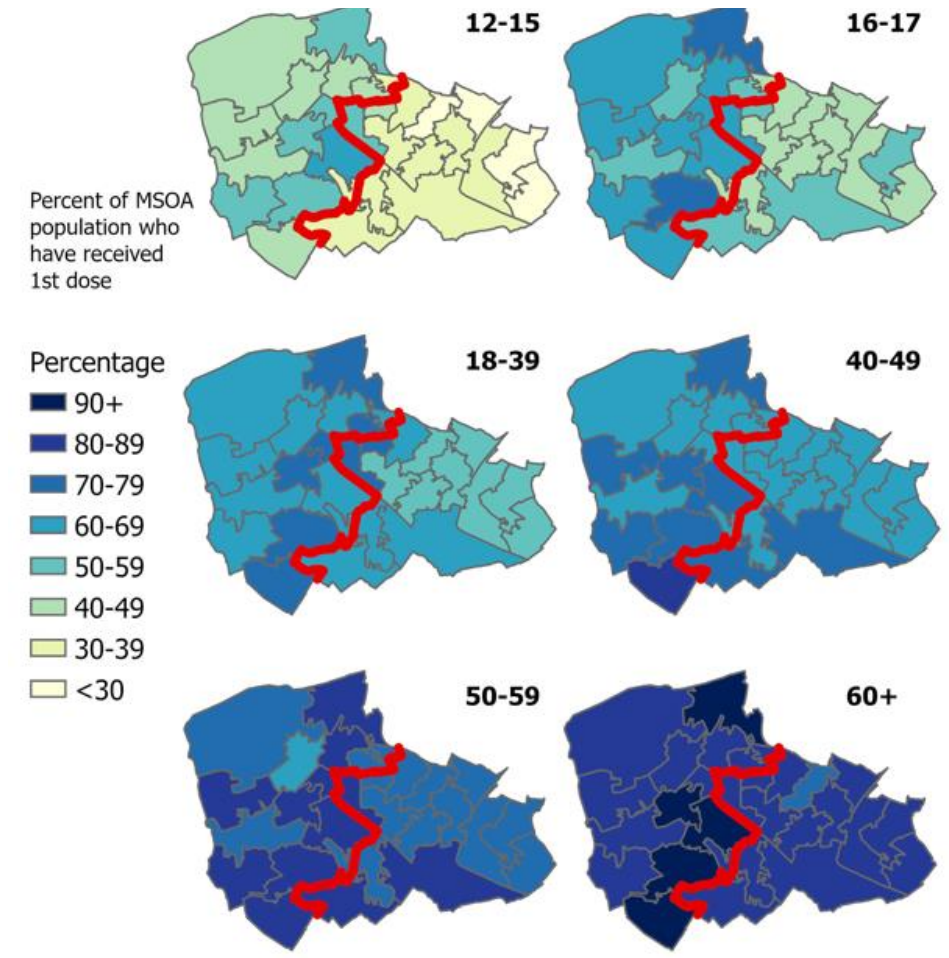 12-15
16-17
Percent of MSOA
population who
have received
1st dose
Percentage
90+
80-89
70-79
60-69
50-59
40-49
30-39
<30
18-39
40-49
50-59
60+